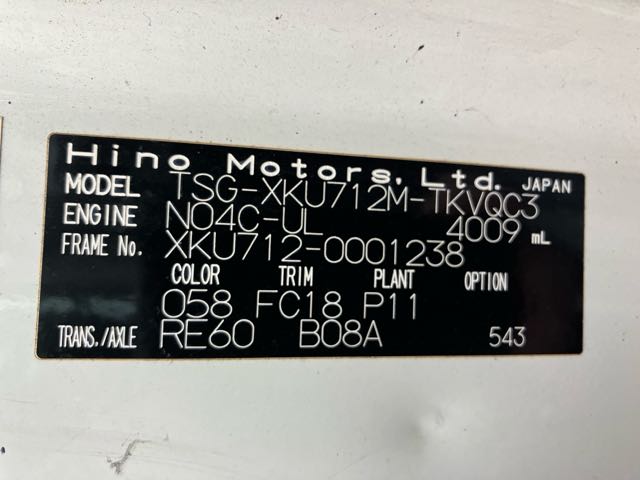 Hino Motors, Ltd. JAPAN
MODEL TSG-XKU712M-TKVQC3
ENGINE N04C-UL 4009 mL
FRAME No. XKU712-0001238
COLOR TRIM PLANT OPTION
058 FC18 P11
TRANS./AXLE RE60 B08A 543